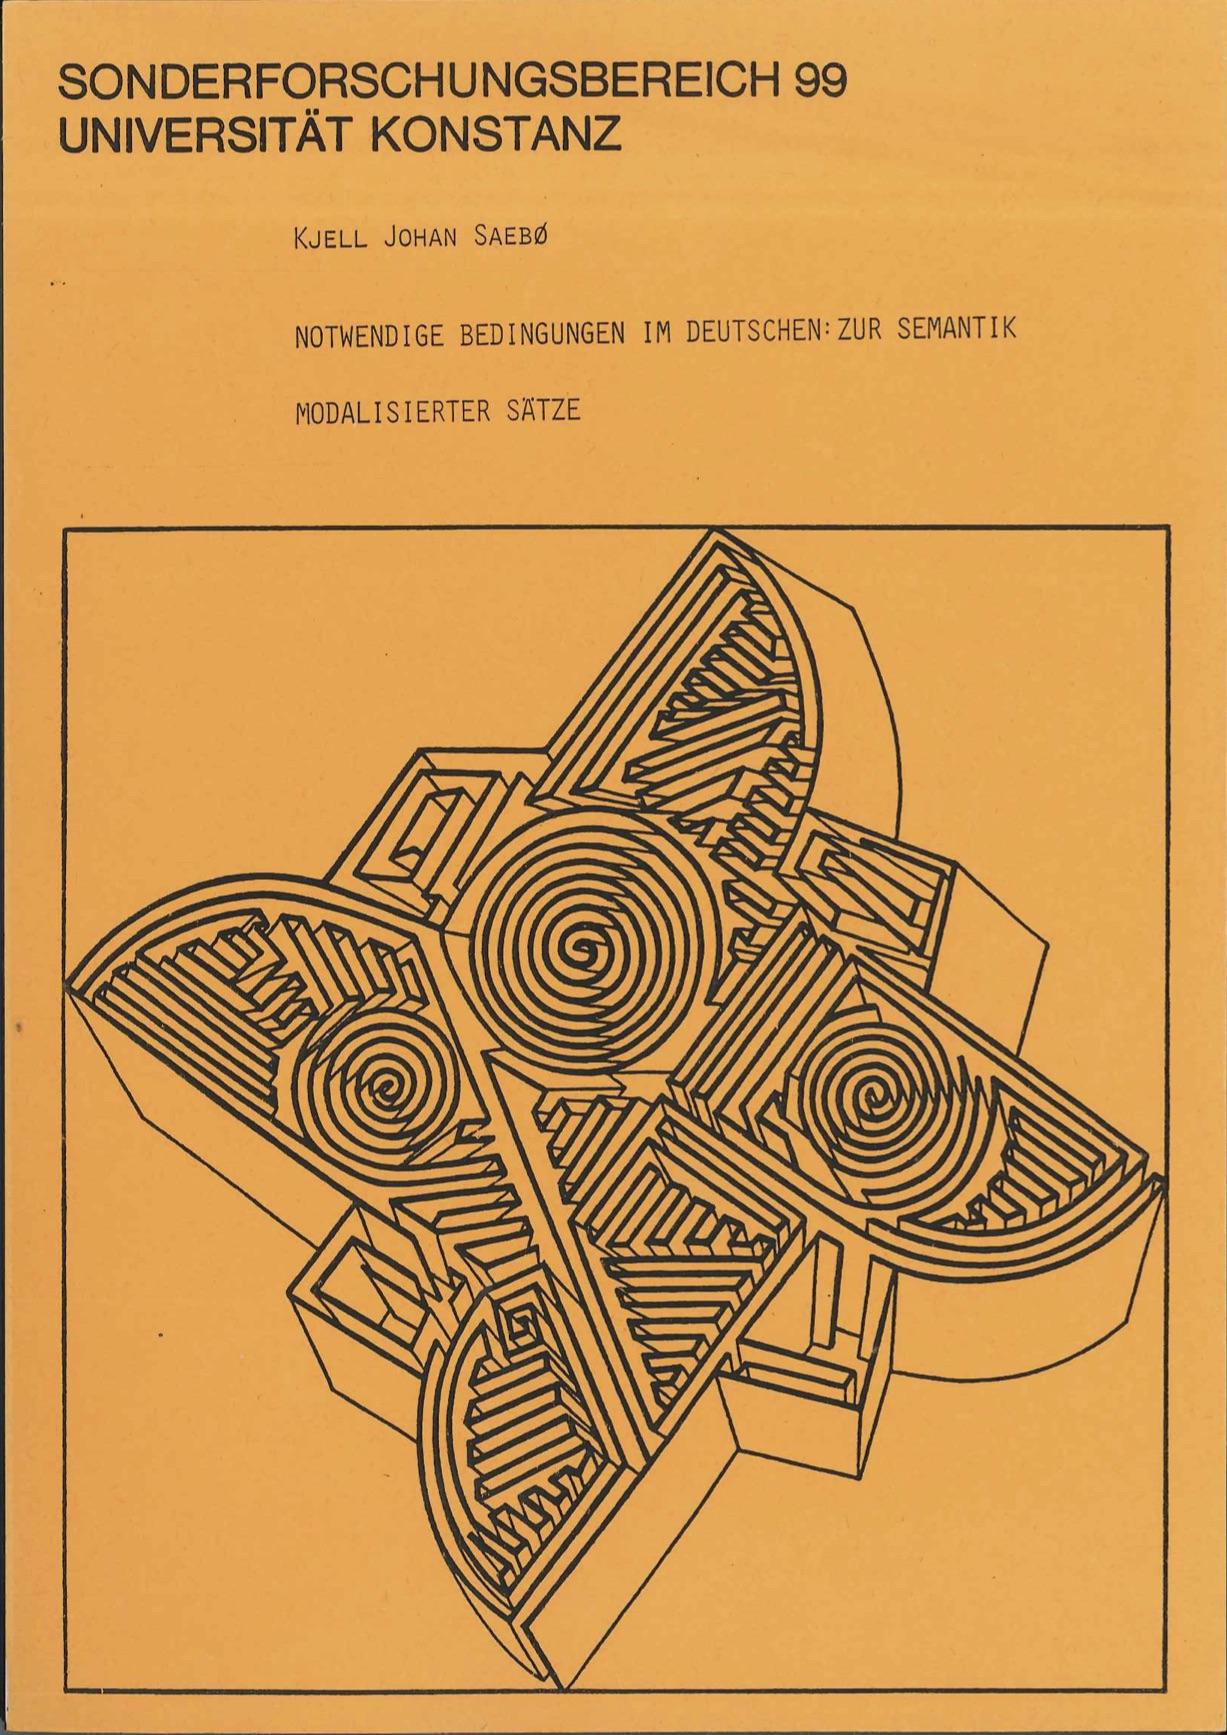 SONDERFORSCHUNGSBEREICH 99
UNIVERSITÄT KONSTANZ
KJELL JOHAN SAEBØ
NOTWENDIGE BEDINGUNGEN IM DEUTSCHEN: ZUR SEMANTIK
MODALISIERTER SÄTZE